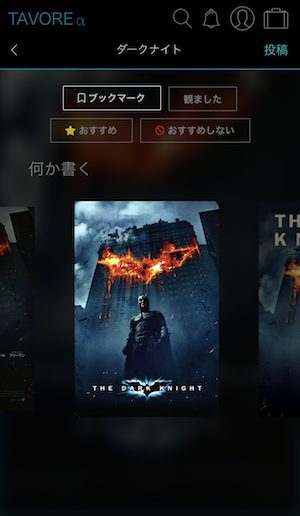 TAVORE α
ダークナイト 投稿
ブックマーク 観ました
おすすめ おすすめしない
何か書く
TH
K
THE DARK KNIGHT